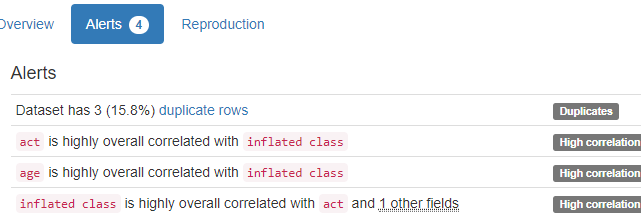 Overview Alerts 4 Reproduction
Alerts
Dataset has 3 (15.8%) duplicate rows Duplicates
act is highly overall correlated with inflated class High correlation
age is highly overall correlated with inflated class High correlation
inflated class is highly overall correlated with act and 1 other fields High correlation